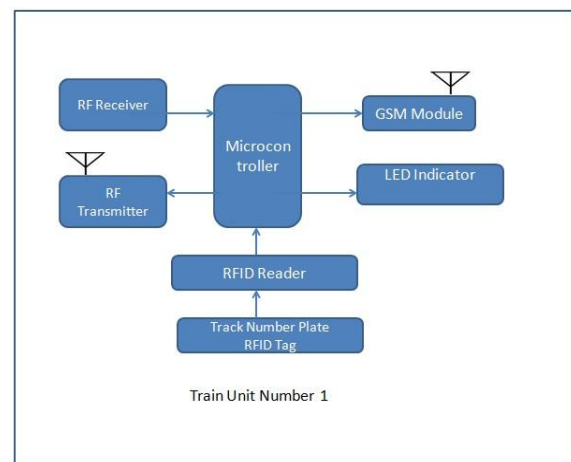 RF Receiver
Microcon
troller
GSM Module
RF
Transmitter
LED Indicator
RFID Reader
Track Number Plate
RFID Tag
Train Unit Number 1